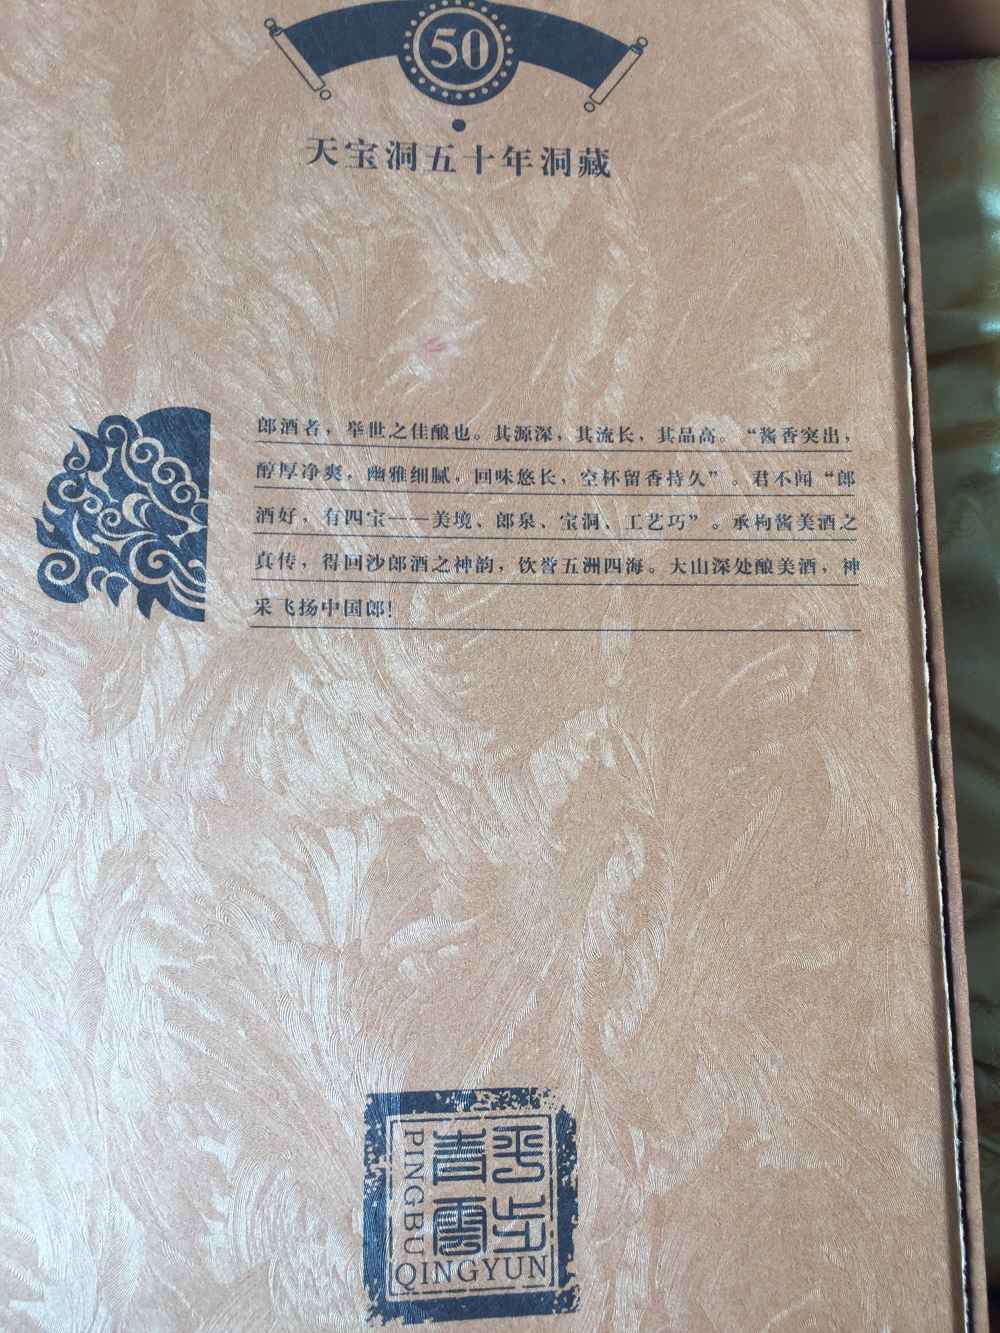 50
天宝洞五十年洞藏
郎酒者，举世之佳酿也。其源深，其流长，其品高。“酱香突出，
醇厚净爽，幽雅细腻，回味悠长，空杯留香持久”。君不闻“郎
酒好，有四宝——美境、郎泉、宝洞、工艺巧”。承枸酱美酒之
真传，得回沙郎酒之神韵，饮誉五洲四海。大山深处酿美酒，神
采飞扬中国郎！
平步
青雲
PINGBU
QINGYUN